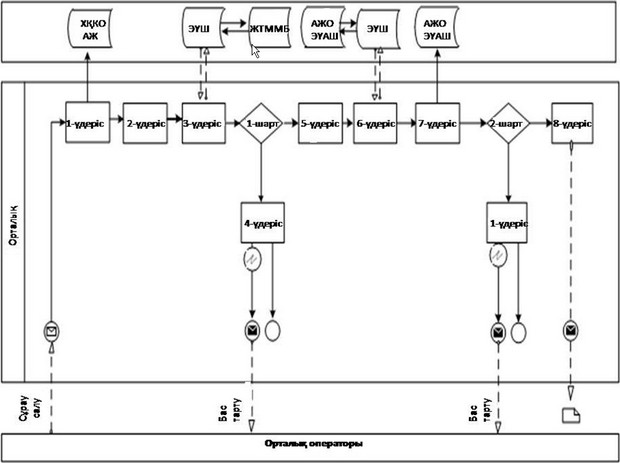 ХҚКО
АЖ
ЭҮШ
ЖТММБ
АЖО
ЭҮАШ
ЭҮШ
АЖО
ЭҮАШ
1-үдеріс
2-үдеріс
3-үдеріс
1-шарт
5-үдеріс
6-үдеріс
7-үдеріс
2-шарт
8-үдеріс
4-үдеріс
1-үдеріс
Орталық
Сұрау
салу
Бас
тарту
Бас
тарту
Орталық операторы